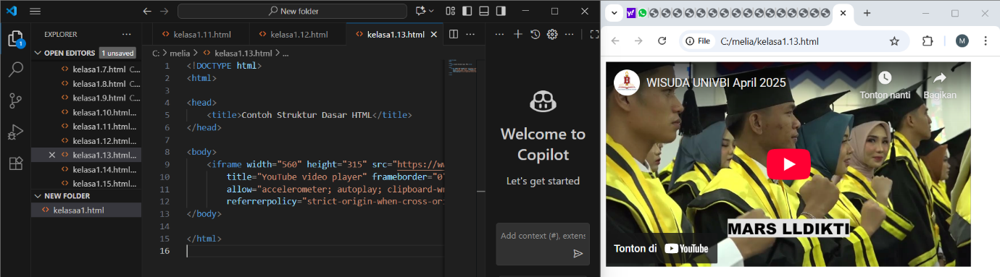 New folder
EXPLORER
OPEN EDITORS 1 unsaved
kelasa1.7.html C...
kelasa1.8.html C...
kelasa1.9.html C...
kelasa1.10.html...
kelasa1.11.html...
kelasa1.12.html...
kelasa1.13.html...
kelasa1.14.html...
kelasa1.15.html...
NEW FOLDER
kelasaa1.html
1
kelasa1.11.html kelasa1.12.html kelasa1.13.html
C: > melia > kelasa1.13.html > ...
1 <!DOCTYPE html>
2 <html>
3
4 <head>
5 <title>Contoh Struktur Dasar HTML</title>
6 </head>
7
8 <body>
9 <iframe width="560" height="315" src="https://ww
10 title="YouTube video player" frameborder="0"
11 allow="accelerometer; autoplay; clipboard-wr
12 referrerpolicy="strict-origin-when-cross-ori
13 </body>
14
15 </html>
16
Welcome to
Copilot
Let's get started
Add context (#), extens
File C:/melia/kelasa1.13.html
M
WISUDA UNIVBI April 2025
Tonton nanti Bagikan
MARS LLDIKTI
Tonton di YouTube